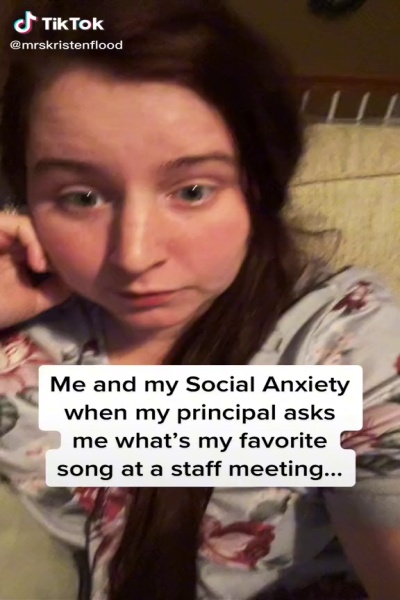 TikTok
@mrskristenflood
Me and my Social Anxiety
when my principal asks
me what's my favorite
song at a staff meeting...